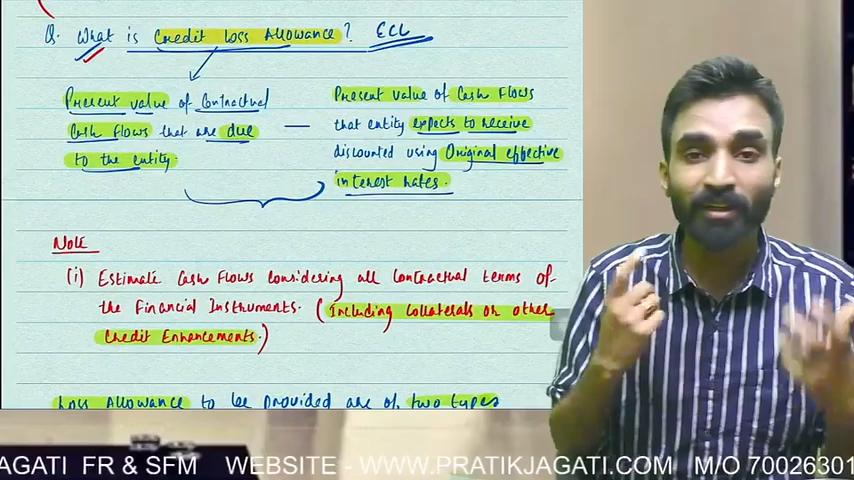 Q. What is Credit Loss Allowance? ECL
Present value of Contractual
Cash flows that are due
to the entity.
—
Present value of Cash Flows
that entity expects to receive
discounted using Original effective
interest rates.
Note
(i) Estimate Cash Flows considering all Contractual terms of
the Financial Instruments. (Including Collaterals or other
Credit Enhancements)
Loss Allowance to be provided are of two types
AGATI FR & SFM WEBSITE - WWW.PRATIKJAGATI.COM M/O 70026301